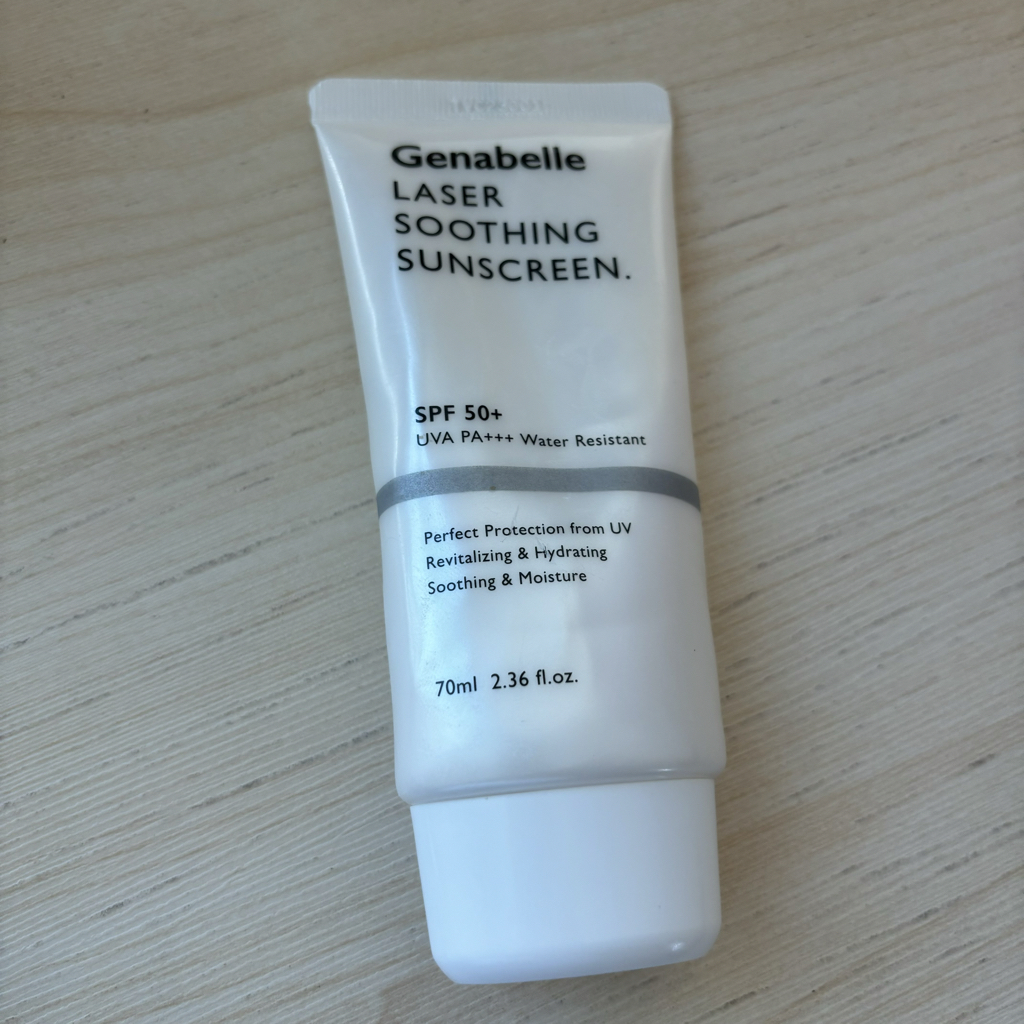 Genabelle
LASER
SOOTHING
SUNSCREEN.
SPF 50+
UVA PA+++ Water Resistant
Perfect Protection from UV
Revitalizing & Hydrating
Soothing & Moisture
70ml 2.36 fl.oz.